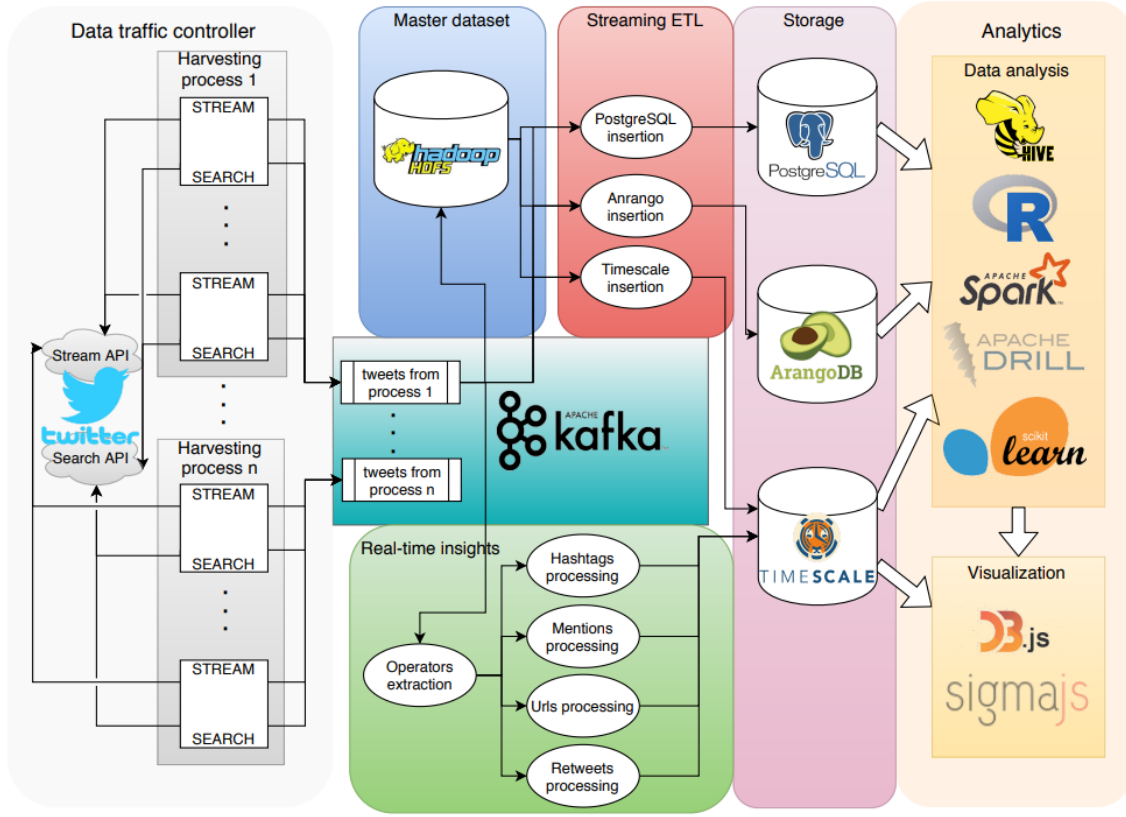 Data traffic controller
Harvesting
process 1
STREAM
SEARCH
STREAM
SEARCH
Stream API
twitter
Search API
Harvesting
process n
STREAM
SEARCH
STREAM
SEARCH
Master dataset
hadoop
HDFS
tweets from
process 1
tweets from
process n
APACHE
kafka
Streaming ETL
PostgreSQL
insertion
Anrango
insertion
Timescale
insertion
Real-time insights
Operators
extraction
Hashtags
processing
Mentions
processing
Urls processing
Retweets
processing
Storage
PostgreSQL
ArangoDB
TIMESCALE
Analytics
Data analysis
HIVE
R
APACHE
Spark
APACHE
DRILL
scikit
learn
Visualization
D3.js
sigmajs